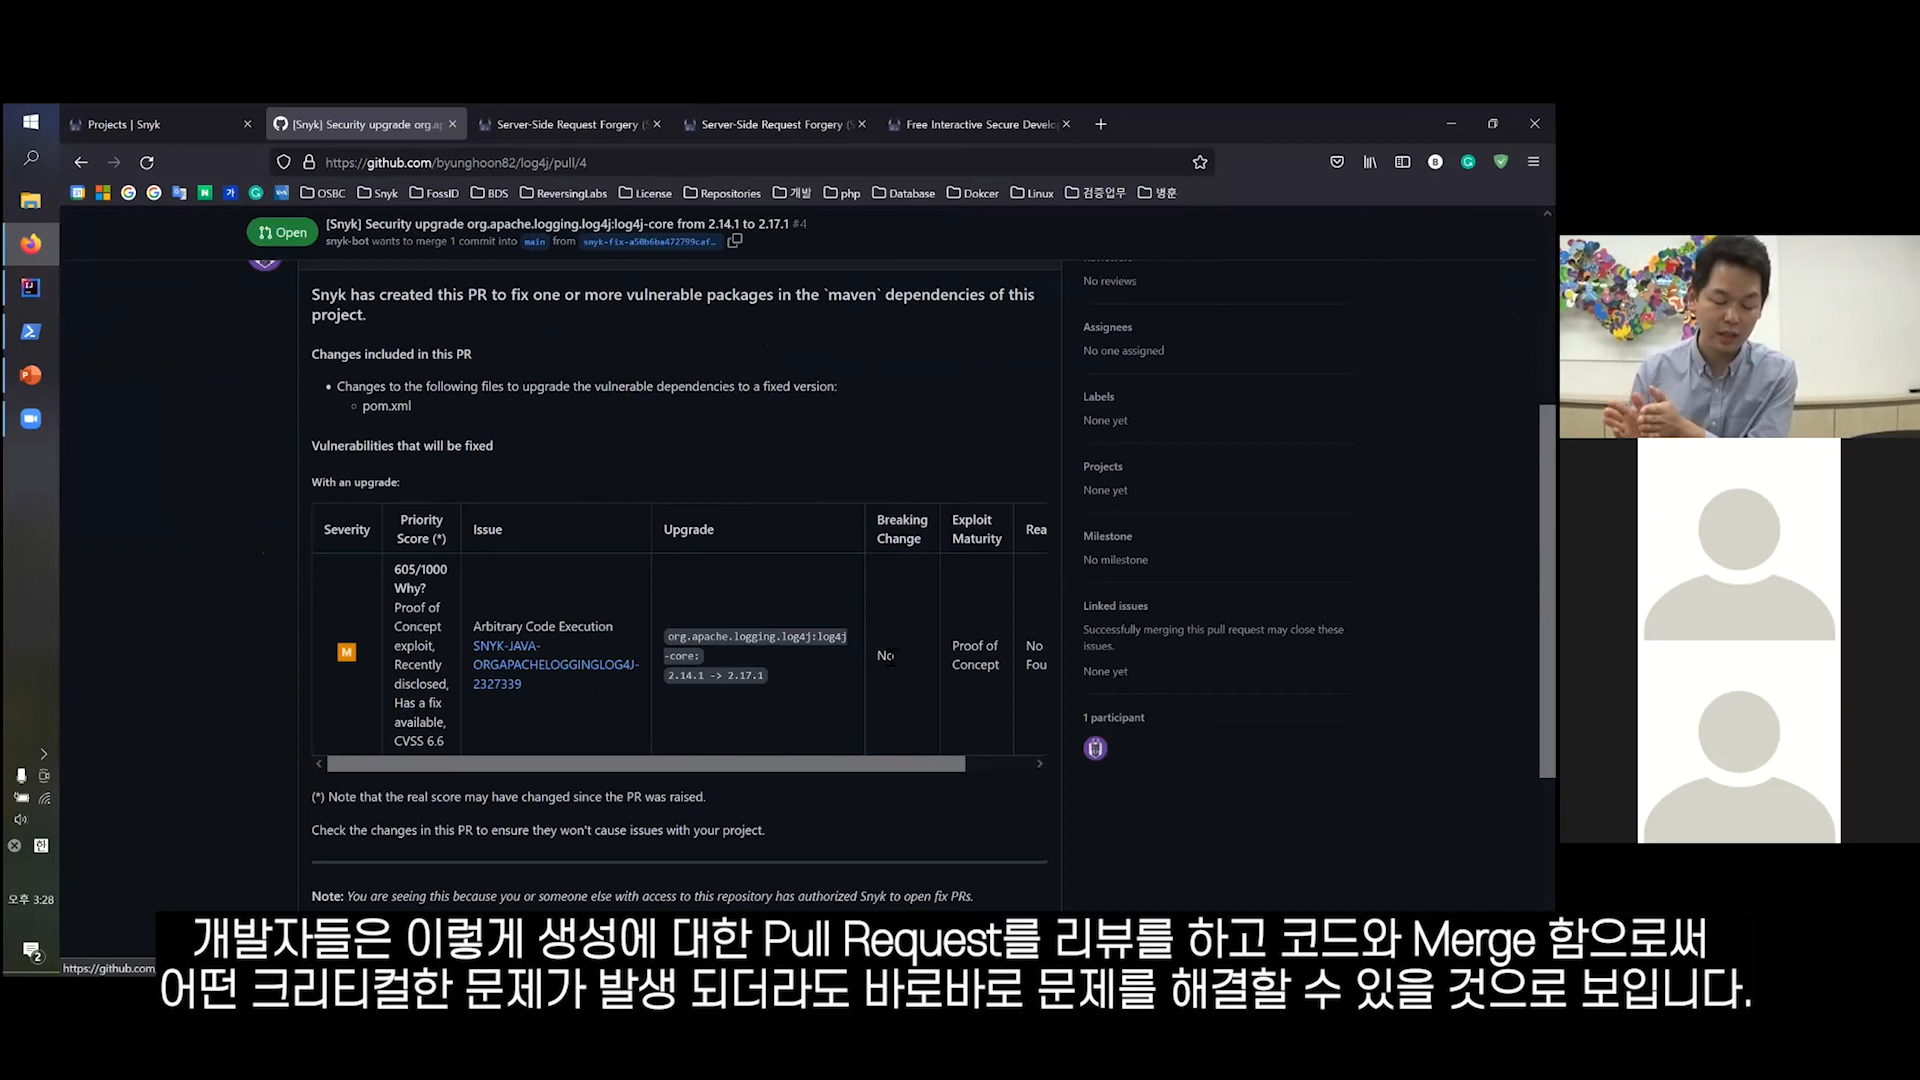 Projects | Snyk
[Snyk] Security upgrade org.ap
Server-Side Request Forgery (
Server-Side Request Forgery (
Free Interactive Secure Develo
https://github.com/byunghoon82/log4j/pull/4
OSBC Snyk FossID BDS ReversingLabs License Repositories 개발 php Database Dokcer Linux 검증업무 병훈
Open
[Snyk] Security upgrade org.apache.logging.log4j:log4j-core from 2.14.1 to 2.17.1 #4
snyk-bot wants to merge 1 commit into main from snyk-fix-a50b6ba472799caf…
Snyk has created this PR to fix one or more vulnerable packages in the `maven` dependencies of this
project.
Changes included in this PR
• Changes to the following files to upgrade the vulnerable dependencies to a fixed version:
○ pom.xml
Vulnerabilities that will be fixed
With an upgrade:
Severity
Priority
Score (*)
Issue
Upgrade
Breaking
Change
Exploit
Maturity
Rea
M
605/1000
Why?
Proof of
Concept
exploit,
Recently
disclosed,
Has a fix
available,
CVSS 6.6
Arbitrary Code Execution
SNYK-JAVA-
ORGAPACHELOGGINGLOG4J-
2327339
org.apache.logging.log4j:log4j
-core:
2.14.1 -> 2.17.1
No
Proof of
Concept
No
Fou
(*) Note that the real score may have changed since the PR was raised.
Check the changes in this PR to ensure they won't cause issues with your project.
Note: You are seeing this because you or someone else with access to this repository has authorized Snyk to open fix PRs.
No reviews
Assignees
No one assigned
Labels
None yet
Projects
None yet
Milestone
No milestone
Linked issues
Successfully merging this pull request may close these
issues.
None yet
1 participant
한
오후 3:28
2
https://github.com
개발자들은 이렇게 생성에 대한 Pull Request를 리뷰를 하고 코드와 Merge 함으로써
어떤 크리티컬한 문제가 발생 되더라도 바로바로 문제를 해결할 수 있을 것으로 보입니다.